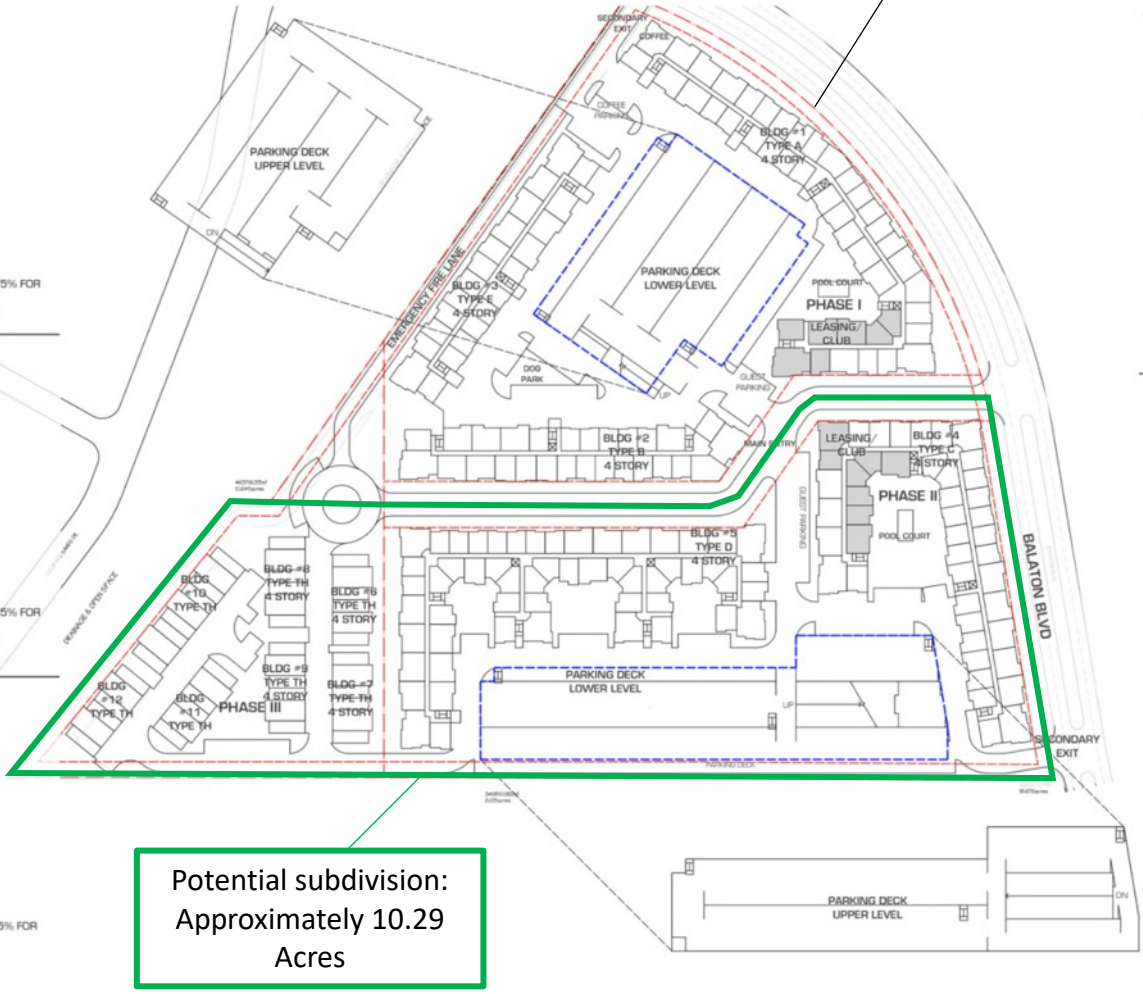 SECONDARY
EXIT
COFFEE
COFFEE
PARKING
BLDG #1
TYPE A
4 STORY
PARKING DECK
UPPER LEVEL
DN
5% FOR
EMERGENCY FIRE LANE
BLDG #3
TYPE E
4 STORY
PARKING DECK
LOWER LEVEL
POOL COURT
PHASE I
LEASING/
CLUB
DOG
PARK
UP
GUEST
PARKING
BLDG #2
TYPE B
4 STORY
MAIN ENTRY
LEASING/
CLUB
BLDG #4
TYPE C
4 STORY
PHASE II
GUEST PARKING
POOL COURT
BALATON BLVD
BLDG #5
TYPE D
4 STORY
DRAINAGE & OPEN SPACE
5% FOR
BLDG
#10
TYPE TH
BLDG #8
TYPE TH
4 STORY
BLDG #6
TYPE TH
4 STORY
BLDG #9
TYPE TH
4 STORY
BLDG #7
TYPE TH
4 STORY
BLDG
#12
TYPE TH
BLDG
#11
TYPE TH
PHASE III
PARKING DECK
LOWER LEVEL
UP
PARKING DECK
SECONDARY
EXIT
Potential subdivision:
Approximately 10.29
Acres
PARKING DECK
UPPER LEVEL
DN
5% FOR